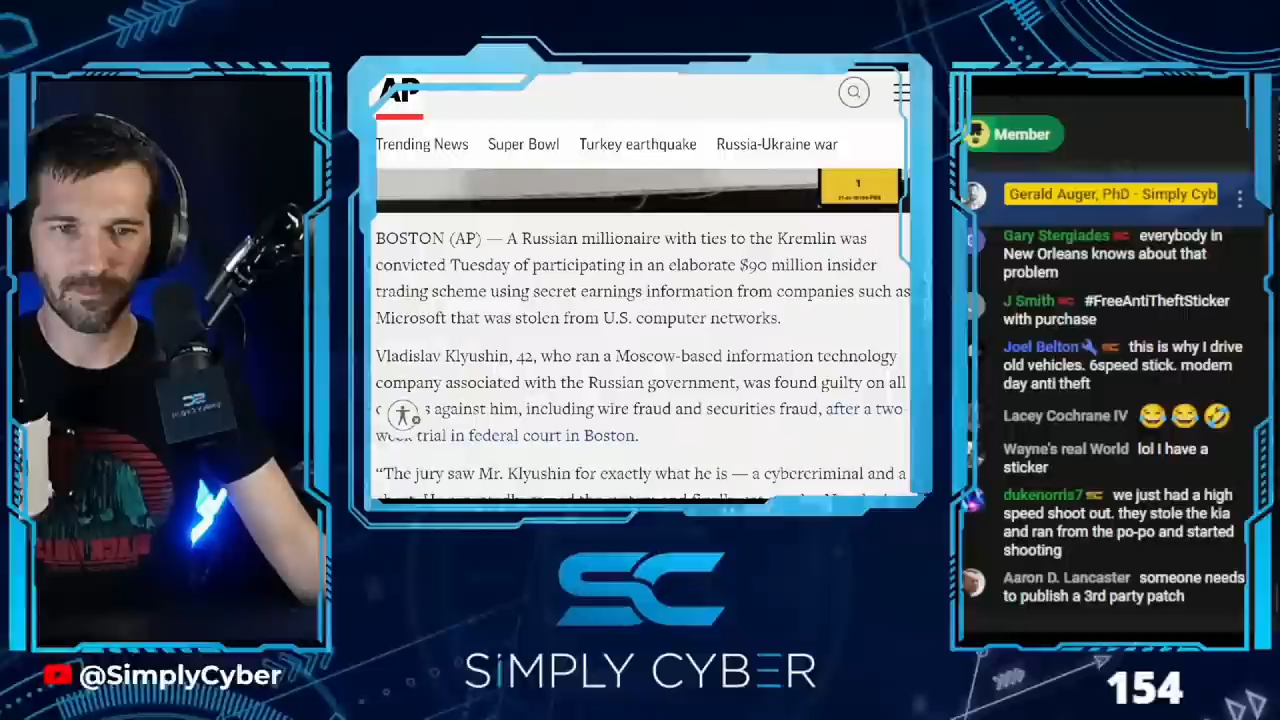 AP
Trending News Super Bowl Turkey earthquake Russia-Ukraine war
1
BOSTON (AP) — A Russian millionaire with ties to the Kremlin was
convicted Tuesday of participating in an elaborate $90 million insider
trading scheme using secret earnings information from companies such as
Microsoft that was stolen from U.S. computer networks.
Vladislav Klyushin, 42, who ran a Moscow-based information technology
company associated with the Russian government, was found guilty on all
s against him, including wire fraud and securities fraud, after a two-
week trial in federal court in Boston.
“The jury saw Mr. Klyushin for exactly what he is — a cybercriminal and a
Member
Gerald Auger, PhD - Simply Cyb
Gary Stergiades everybody in
New Orleans knows about that
problem
J Smith #FreeAntiTheftSticker
with purchase
Joel Belton this is why I drive
old vehicles. 6speed stick. modern
day anti theft
Lacey Cochrane IV
Wayne's real World lol I have a
sticker
dukenorris7 we just had a high
speed shoot out. they stole the kia
and ran from the po-po and started
shooting
Aaron D. Lancaster someone needs
to publish a 3rd party patch
SC
SIMPLY CYBER
@SimplyCyber
154